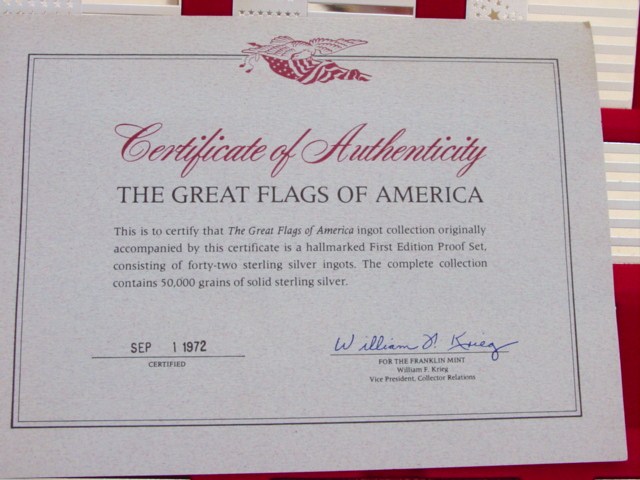 Certificate of Authenticity
THE GREAT FLAGS OF AMERICA
This is to certify that The Great Flags of America ingot collection originally
accompanied by this certificate is a hallmarked First Edition Proof Set,
consisting of forty-two sterling silver ingots. The complete collection
contains 50,000 grains of solid sterling silver.
SEP 1 1972
CERTIFIED
William F. Krieg
FOR THE FRANKLIN MINT
William F. Krieg
Vice President, Collector Relations